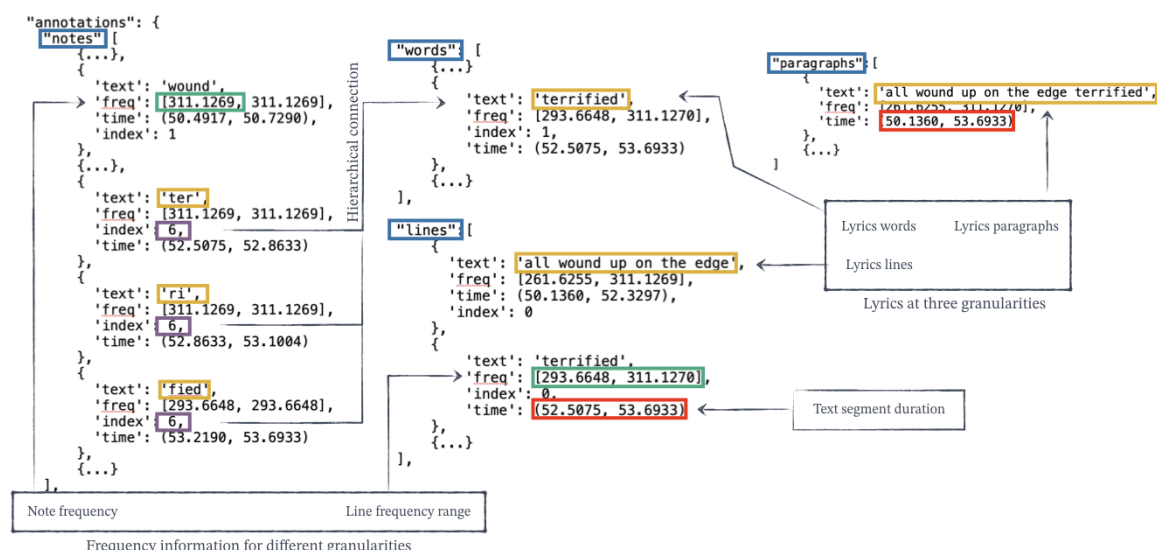 "annotations": {
"notes" [
{...},
{
'text': 'wound',
'freq': [311.1269, 311.1269],
'time': (50.4917, 50.7290),
'index': 1
},
{...},
{
'text': 'ter',
'freq': [311.1269, 311.1269],
'index': 6,
'time': (52.5075, 52.8633)
},
{
'text': 'ri',
'freq': [311.1269, 311.1269],
'index': 6,
'time': (52.8633, 53.1004)
},
{
'text': 'fied',
'freq': [293.6648, 293.6648],
'index': 6,
'time': (53.2190, 53.6933)
},
{...}
],
Hierarchical connection
"words": [
{...}
{
'text': 'terrified',
'freq': [293.6648, 311.1270],
'index': 1,
'time': (52.5075, 53.6933)
},
{...}
],
"lines": [
{
'text': 'all wound up on the edge',
'freq': [261.6255, 311.1269],
'time': (50.1360, 52.3297),
'index': 0
},
{
'text': 'terrified',
'freq': [293.6648, 311.1270],
'index': 0,
'time': (52.5075, 53.6933)
},
{...}
],
"paragraphs": [
{
'text': 'all wound up on the edge terrified',
'freq': [261.6255, 311.1270],
'time': (50.1360, 53.6933)
},
{...}
]
Lyrics words Lyrics paragraphs
Lyrics lines
Lyrics at three granularities
Text segment duration
Note frequency Line frequency range
Frequency information for different granularities